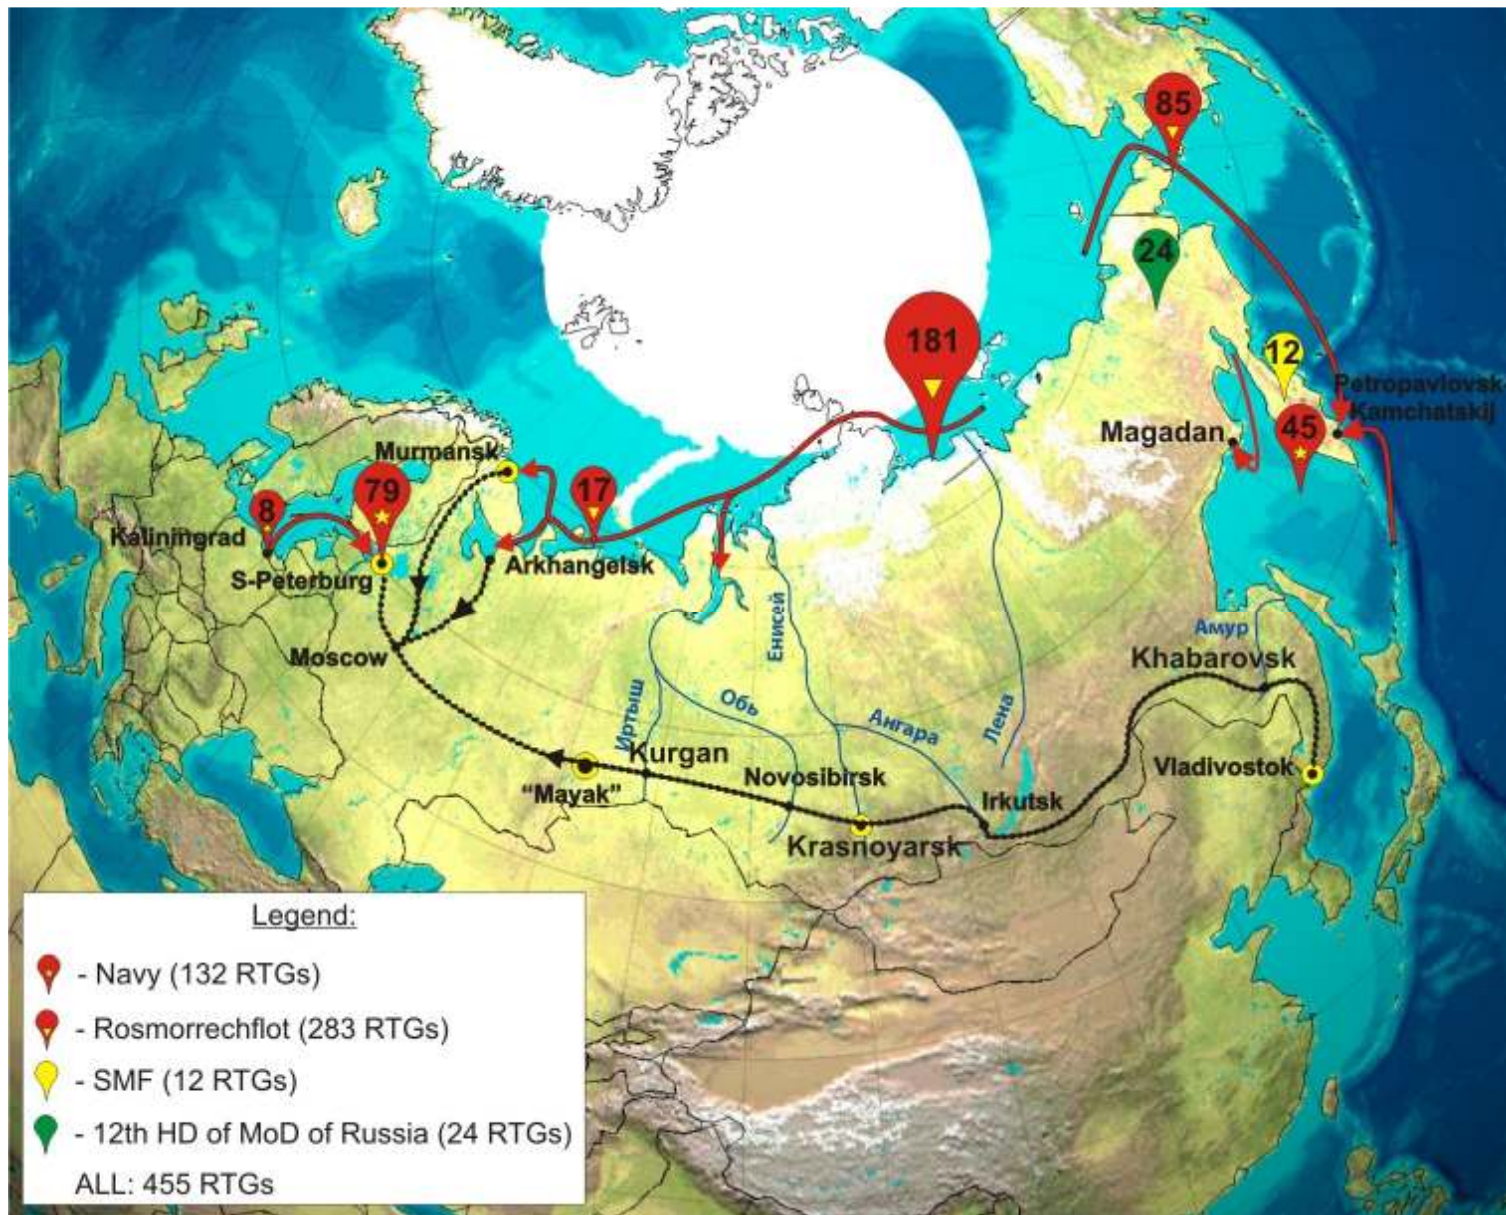 85
24
181
12
Petropavlovsk
Kamchatskij
45
Magadan
Murmansk
79
17
8
Kaliningrad
S-Peterburg
Arkhangelsk
Moscow
Енисей
Амур
Khabarovsk
Иртыш
Обь
Ангара
Лена
Kurgan
"Mayak"
Novosibirsk
Krasnoyarsk
Irkutsk
Vladivostok
Legend:
- Navy (132 RTGs)
- Rosmorrechflot (283 RTGs)
- SMF (12 RTGs)
- 12th HD of MoD of Russia (24 RTGs)
ALL: 455 RTGs